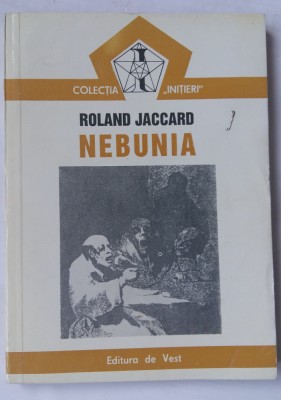 COLECȚIA „INIȚIERI"
ROLAND JACCARD
NEBUNIA
Editura de Vest